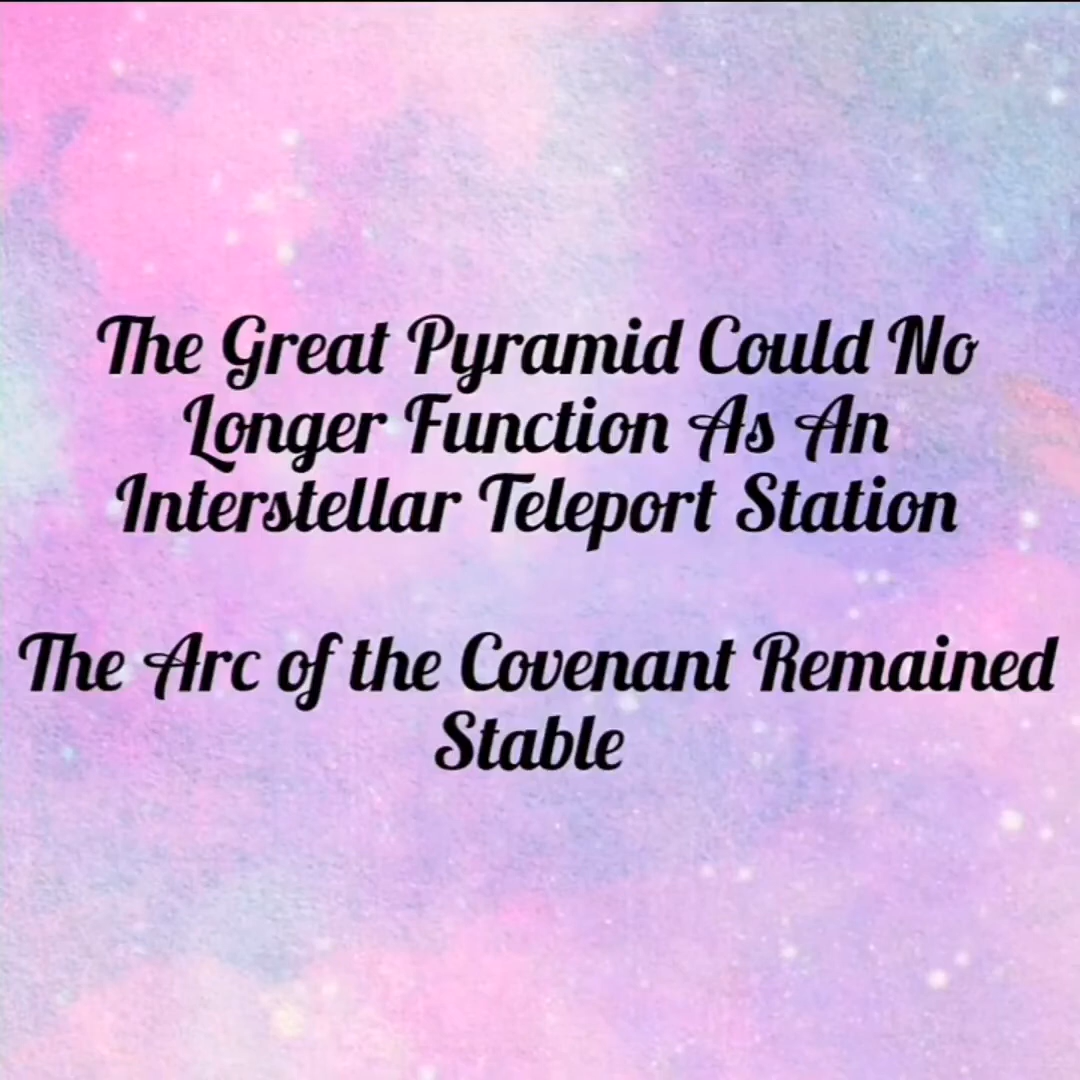 The Great Pyramid Could No
Longer Function As An
Interstellar Teleport Station
The Arc of the Covenant Remained
Stable